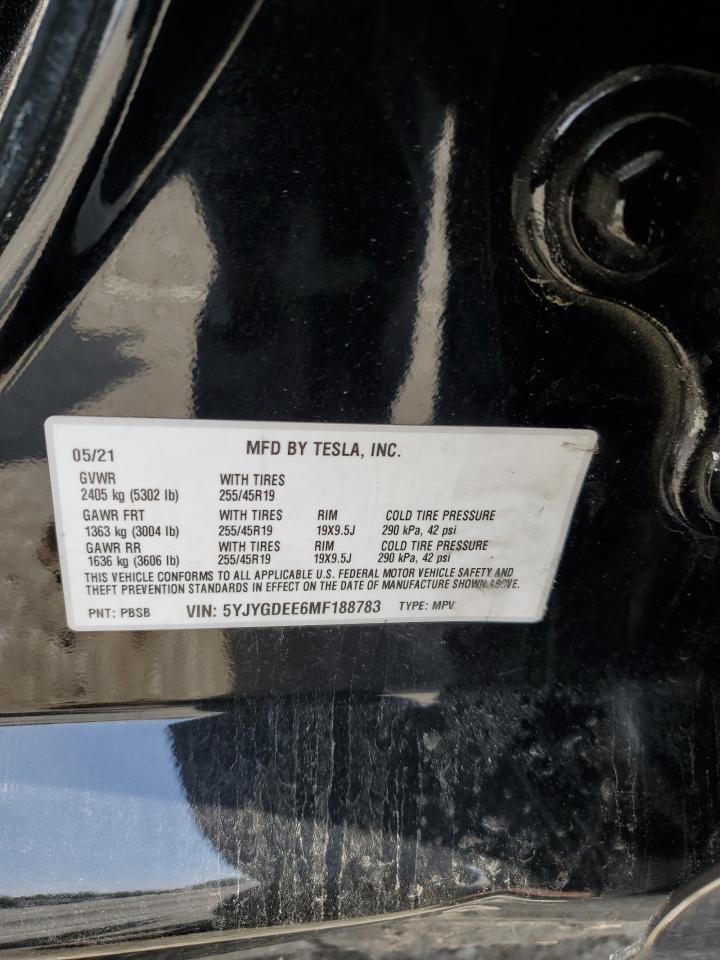 05/21 MFD BY TESLA, INC.
GVWR WITH TIRES
2405 kg (5302 lb) 255/45R19
GAWR FRT WITH TIRES RIM COLD TIRE PRESSURE
1363 kg (3004 lb) 255/45R19 19X9.5J 290 kPa, 42 psi
GAWR RR WITH TIRES RIM COLD TIRE PRESSURE
1636 kg (3606 lb) 255/45R19 19X9.5J 290 kPa, 42 psi
THIS VEHICLE CONFORMS TO ALL APPLICABLE U.S. FEDERAL MOTOR VEHICLE SAFETY AND
THEFT PREVENTION STANDARDS IN EFFECT ON THE DATE OF MANUFACTURE SHOWN ABOVE.
PNT: PBSB VIN: 5YJYGDEE6MF188783 TYPE: MPV